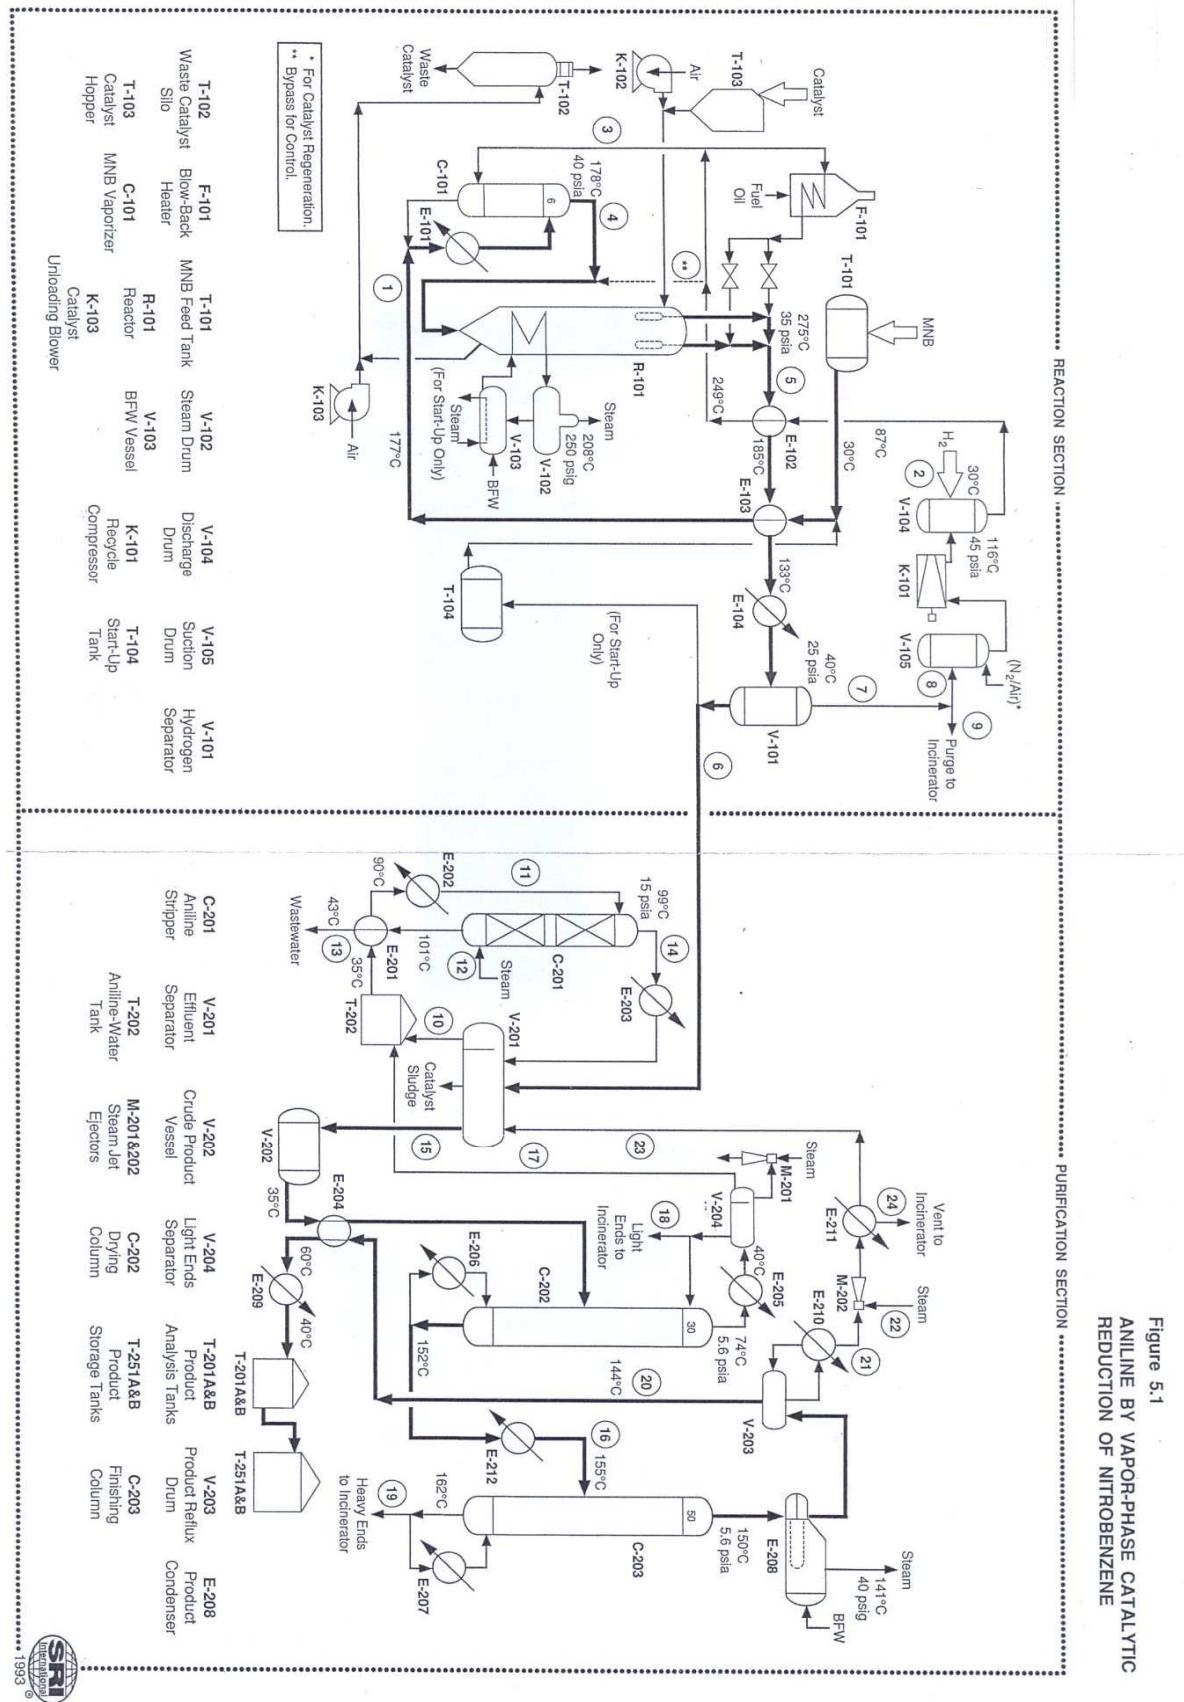 Figure 5.1
ANILINE BY VAPOR-PHASE CATALYTIC
REDUCTION OF NITROBENZENE
REACTION SECTION
PURIFICATION SECTION
Catalyst
T-103
Air
K-102
T-102
Waste
Catalyst
3
Fuel
Oil
F-101
T-101
MNB
178°C
40 psia
C-101
6
4
E-101
1
**
R-101
275°C
35 psia
5
249°C
E-102
185°C
87°C
30°C
H2
2
30°C
V-104
116°C
45 psia
K-101
V-105
(N2/Air)*
8
9
Purge to
Incinerator
7
E-103
133°C
E-104
40°C
25 psia
V-101
6
Steam
208°C
250 psig
V-102
V-103
BFW
Steam
(For Start-Up Only)
K-103
Air
177°C
T-104
(For Start-Up
Only)
* For Catalyst Regeneration.
** Bypass for Control.
T-102
Waste Catalyst
Silo
F-101
Blow-Back
Heater
T-101
MNB Feed Tank
V-102
Steam Drum
V-104
Discharge
Drum
V-105
Suction
Drum
V-101
Hydrogen
Separator
T-103
Catalyst
Hopper
C-101
MNB Vaporizer
R-101
Reactor
V-103
BFW Vessel
K-101
Recycle
Compressor
T-104
Start-Up
Tank
K-103
Catalyst
Unloading Blower
E-202
90°C
11
99°C
15 psia
14
C-201
E-203
43°C
13
Wastewater
E-201
101°C
35°C
12
Steam
T-202
10
V-201
Catalyst
Sludge
15
17
23
V-202
35°C
E-204
60°C
E-209
40°C
T-201A&B
T-251A&B
Steam
M-201
V-204
18
Light
Ends to
Incinerator
40°C
E-205
74°C
5.6 psia
30
C-202
E-206
152°C
144°C
20
24
Vent to
Incinerator
E-211
M-202
Steam
22
E-210
21
V-203
16
155°C
E-212
162°C
19
Heavy Ends
to Incinerator
E-207
50
C-203
150°C
5.6 psia
E-208
Steam
141°C
40 psig
BFW
C-201
Aniline
Stripper
V-201
Effluent
Separator
V-202
Crude Product
Vessel
V-204
Light Ends
Separator
T-201A&B
Product
Analysis Tanks
V-203
Product Reflux
Drum
E-208
Product
Condenser
T-202
Aniline-Water
Tank
M-201&202
Steam Jet
Ejectors
C-202
Drying
Column
T-251A&B
Product
Storage Tanks
C-203
Finishing
Column
SRI
International
®
1993